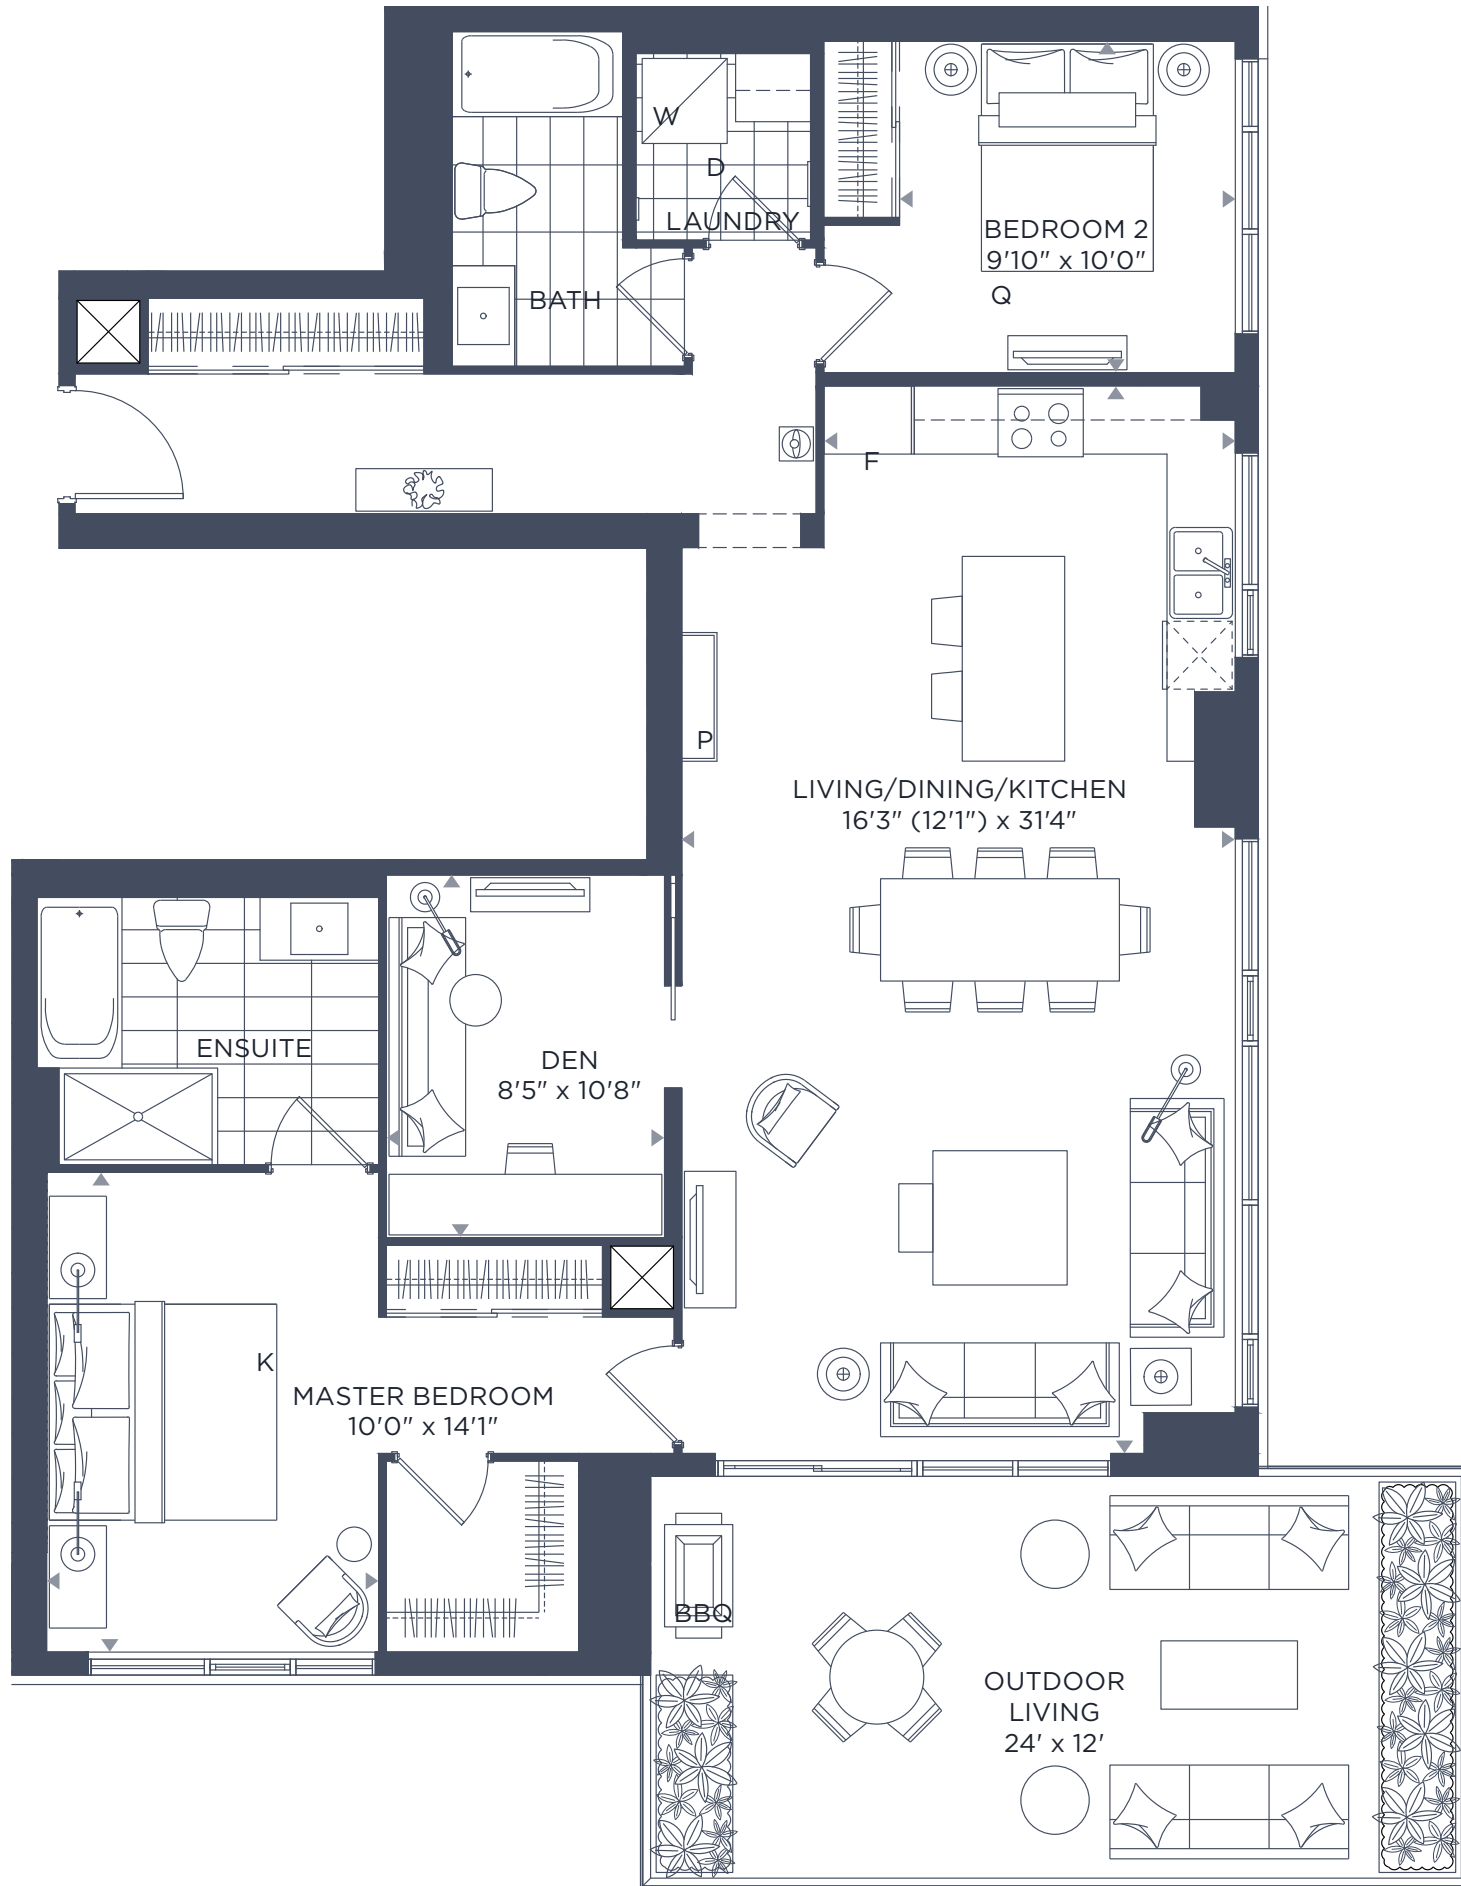 W
D
LAUNDRY
BEDROOM 2
9'10" x 10'0"
Q
BATH
F
P
LIVING/DINING/KITCHEN
16'3" (12'1") x 31'4"
ENSUITE
DEN
8'5" x 10'8"
K
MASTER BEDROOM
10'0" x 14'1"
BBQ
OUTDOOR
LIVING
24' x 12'